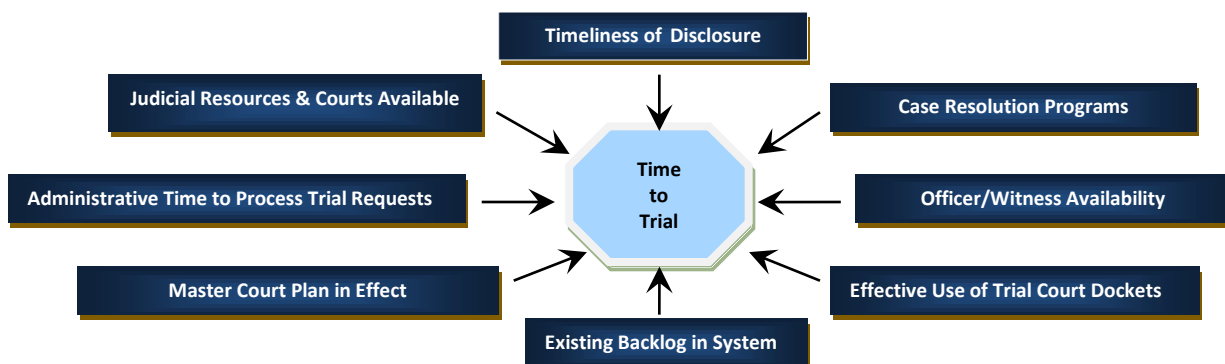 Timeliness of Disclosure
Judicial Resources & Courts Available
Case Resolution Programs
Time
to
Trial
Administrative Time to Process Trial Requests
Officer/Witness Availability
Master Court Plan in Effect
Effective Use of Trial Court Dockets
Existing Backlog in System